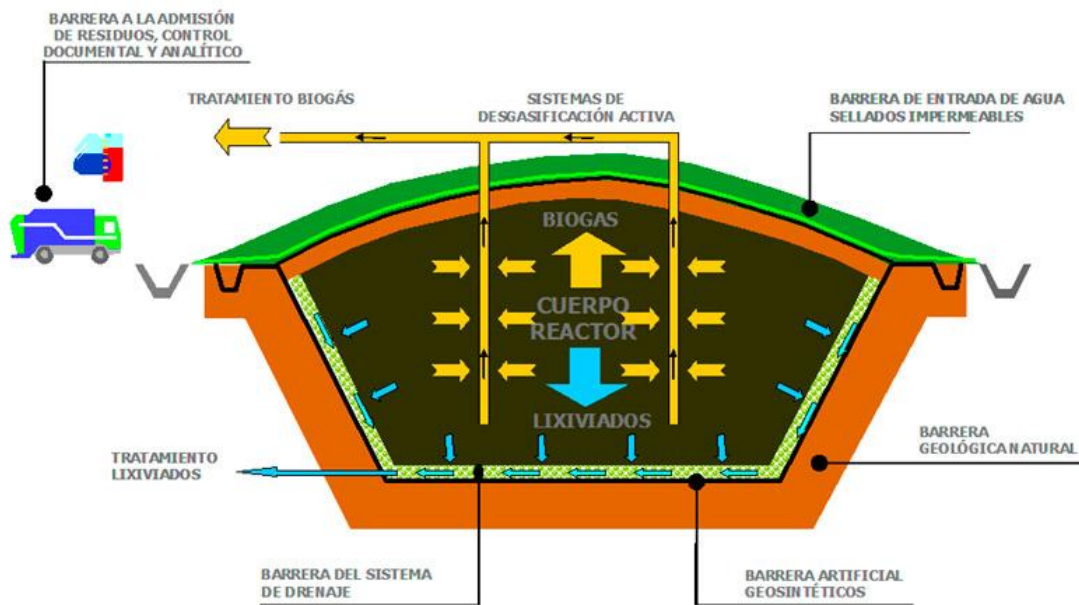 BARRERA A LA ADMISIÓN
DE RESIDUOS, CONTROL
DOCUMENTAL Y ANALÍTICO
TRATAMIENTO BIOGÁS
SISTEMAS DE
DESGASIFICACIÓN ACTIVA
BARRERA DE ENTRADA DE AGUA
SELLADOS IMPERMEABLES
BIOGAS
CUERPO
REACTOR
LIXIVIADOS
BARRERA
GEOLÓGICA NATURAL
TRATAMIENTO
LIXIVIADOS
BARRERA DEL SISTEMA
DE DRENAJE
BARRERA ARTIFICIAL
GEOSINTÉTICOS